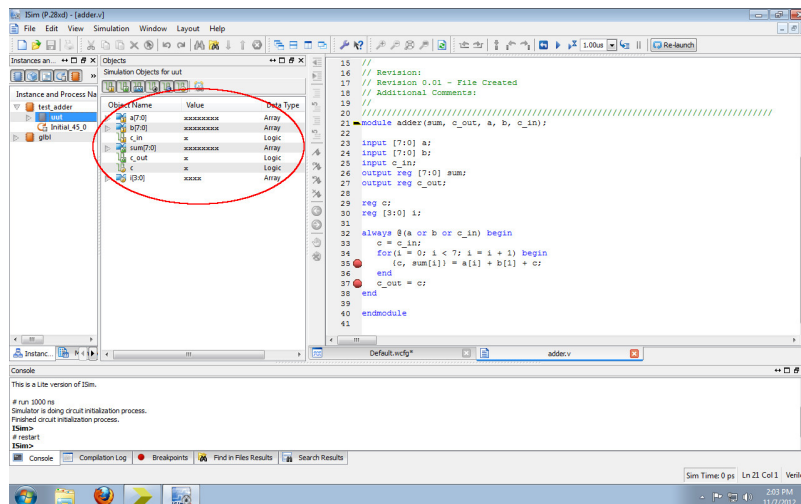 ISim (P.28xd) - [adder.v]
File Edit View Simulation Window Layout Help
1.00us Re-launch
Instances an...
Objects
Simulation Objects for uut
Instance and Process Na
test_adder
uut
Initial_45_0
glbl
Object Name Value Data Type
a[7:0] xxxxxxxx Array
b[7:0] xxxxxxxx Array
c_in x Logic
sum[7:0] xxxxxxxx Array
c_out x Logic
c x Logic
i[3:0] xxxx Array
15 //
16 // Revision:
17 // Revision 0.01 - File Created
18 // Additional Comments:
19 //
20 //////////////////////////////////////////////////////////////////////////////////
21 module adder(sum, c_out, a, b, c_in);
22
23 input [7:0] a;
24 input [7:0] b;
25 input c_in;
26 output reg [7:0] sum;
27 output reg c_out;
28
29 reg c;
30 reg [3:0] i;
31
32 always @(a or b or c_in) begin
33 c = c_in;
34 for(i = 0; i < 7; i = i + 1) begin
35 {c, sum[i]} = a[i] + b[i] + c;
36 end
37 c_out = c;
38 end
39
40 endmodule
41
Instanc...
Default.wcfg*
adder.v
Console
This is a Lite version of ISim.
# run 1000 ns
Simulator is doing circuit initialization process.
Finished circuit initialization process.
ISim>
# restart
ISim>
Console Compilation Log Breakpoints Find in Files Results Search Results
Sim Time: 0 ps Ln 21 Col 1 Veril
2:03 PM
11/7/2012